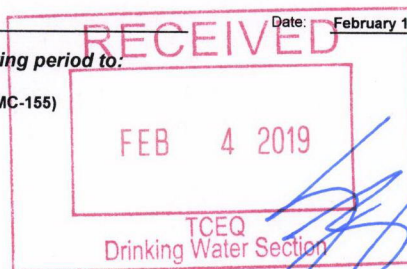 Date: February 1
RECEIVED
ing period to:
MC-155)
FEB 4 2019
TCEQ
Drinking Water Section